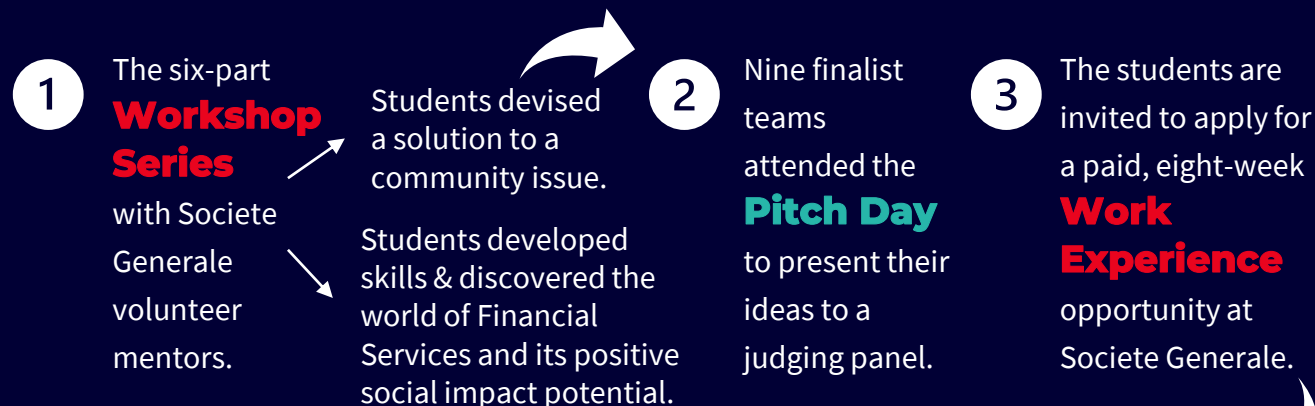 1
The six-part
Workshop
Series
with Societe
Generale
volunteer
mentors.
Students devised
a solution to a
community issue.
Students developed
skills & discovered the
world of Financial
Services and its positive
social impact potential.
2
Nine finalist
teams
attended the
Pitch Day
to present their
ideas to a
judging panel.
3
The students are
invited to apply for
a paid, eight-week
Work
Experience
opportunity at
Societe Generale.